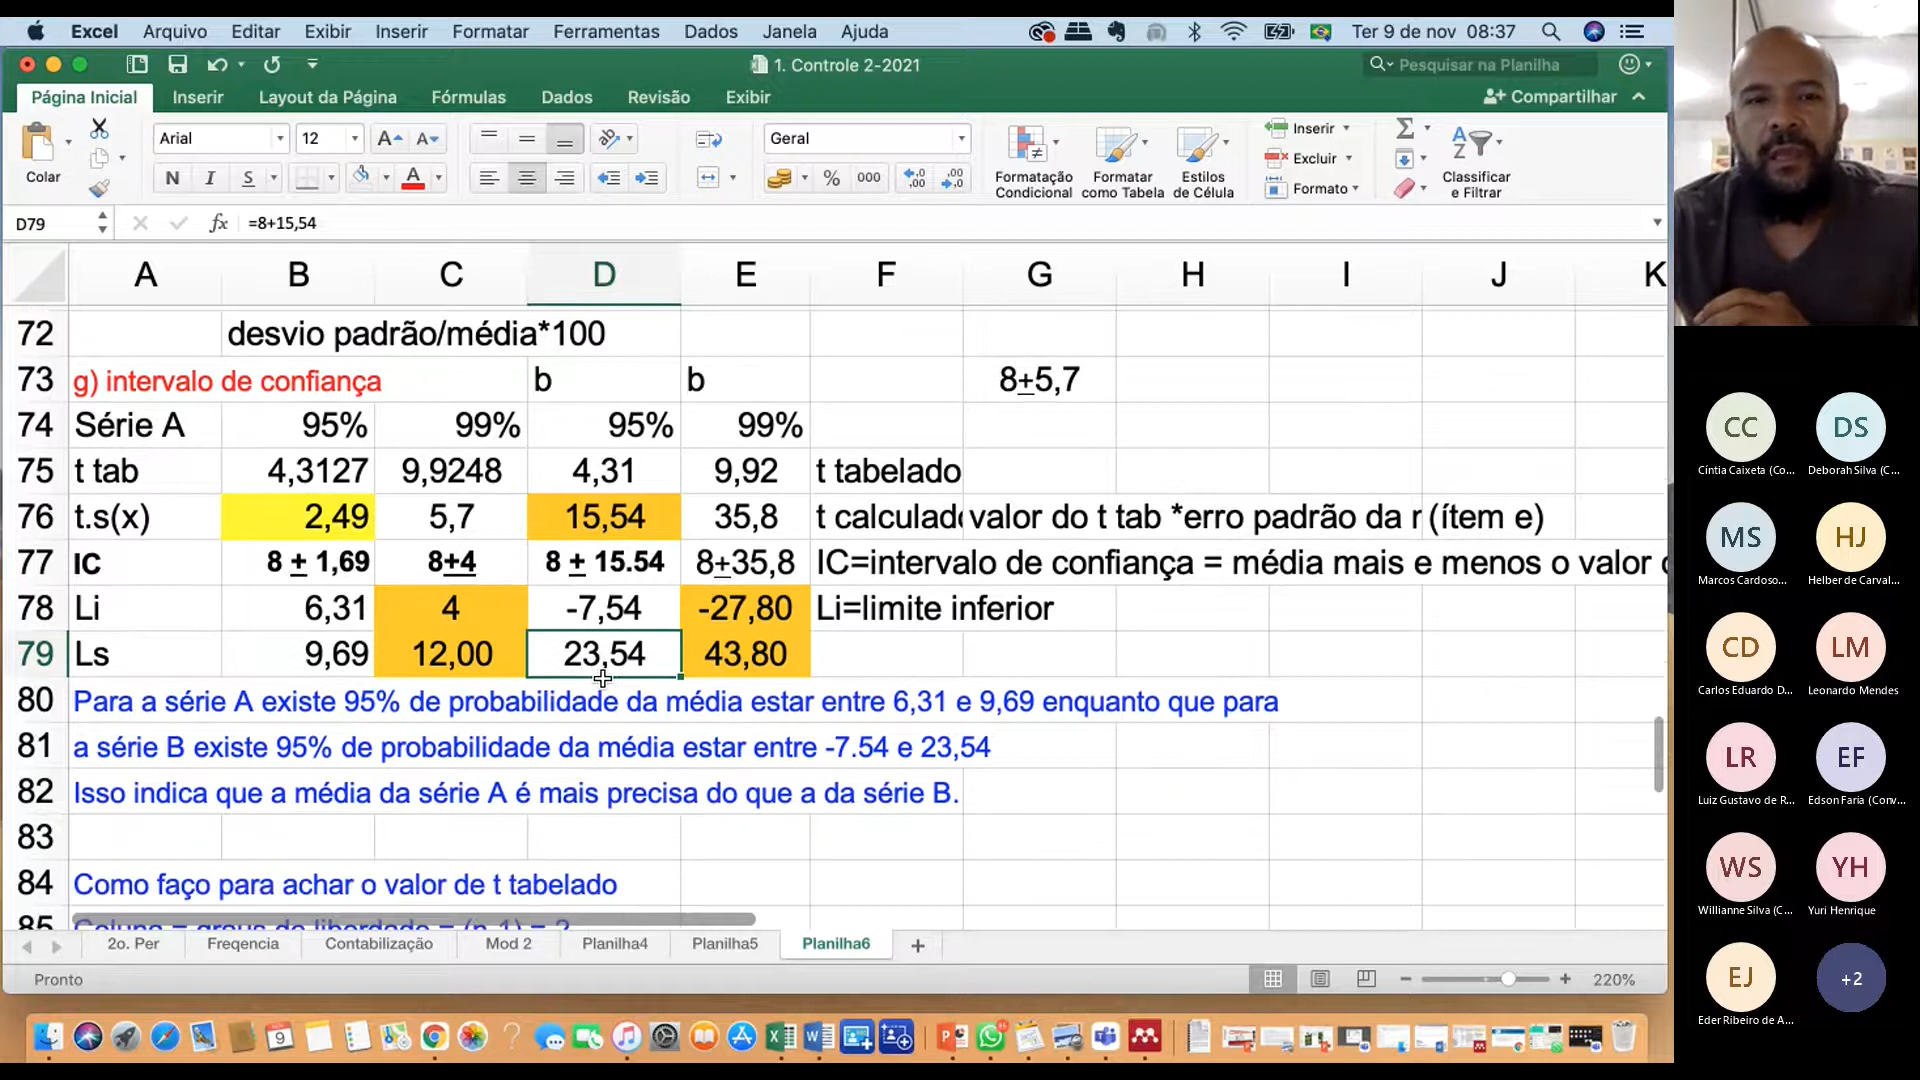 Excel Arquivo Editar Exibir Inserir Formatar Ferramentas Dados Janela Ajuda Ter 9 de nov 08:37
1. Controle 2-2021
Pesquisar na Planilha
Página Inicial Inserir Layout da Página Fórmulas Dados Revisão Exibir Compartilhar
Arial 12 Geral
Inserir
Excluir
Formato
Colar
N I S A % 000
Formatação Condicional
Formatar como Tabela
Estilos de Célula
Classificar e Filtrar
D79 fx =8+15,54
A B C D E F G H I J K
72 desvio padrão/média*100
73 g) intervalo de confiança b b 8+5,7
74 Série A 95% 99% 95% 99%
75 t tab 4,3127 9,9248 4,31 9,92 t tabelado
76 t.s(x) 2,49 5,7 15,54 35,8 t calculad valor do t tab *erro padrão da (ítem e)
77 IC 8 + 1,69 8+4 8 + 15.54 8+35,8 IC=intervalo de confiança = média mais e menos o valor
78 Li 6,31 4 -7,54 -27,80 Li=limite inferior
79 Ls 9,69 12,00 23,54 43,80
80 Para a série A existe 95% de probabilidade da média estar entre 6,31 e 9,69 enquanto que para
81 a série B existe 95% de probabilidade da média estar entre -7.54 e 23,54
82 Isso indica que a média da série A é mais precisa do que a da série B.
83
84 Como faço para achar o valor de t tabelado
85
2o. Per Freqencia Contabilização Mod 2 Planilha4 Planilha5 Planilha6 +
Pronto 220%
CC DS
Cíntia Caixeta (Co... Deborah Silva (C...
MS HJ
Marcos Cardoso... Helber de Carval...
CD LM
Carlos Eduardo D... Leonardo Mendes
LR EF
Luiz Gustavo de R... Edson Faria (Conv...
WS YH
Willianne Silva (C... Yuri Henrique
EJ +2
Eder Ribeiro de A...